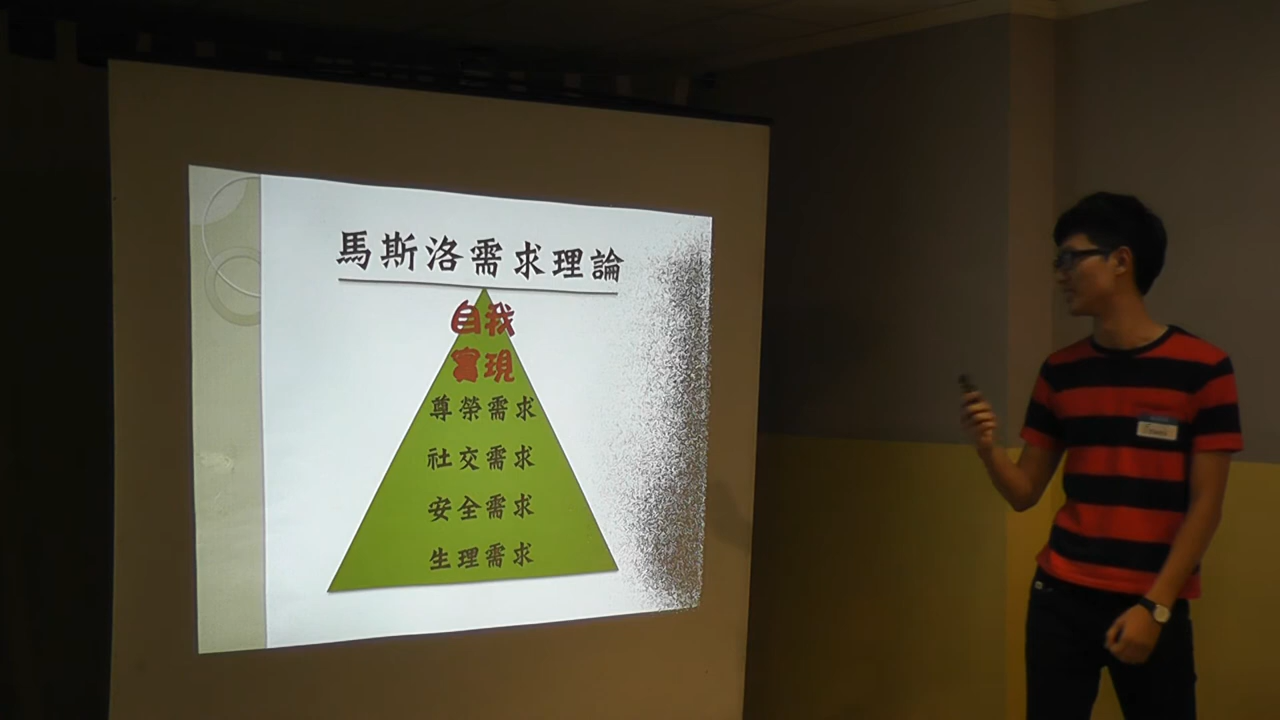 馬斯洛需求理論
自我
實現
尊榮需求
社交需求
安全需求
生理需求